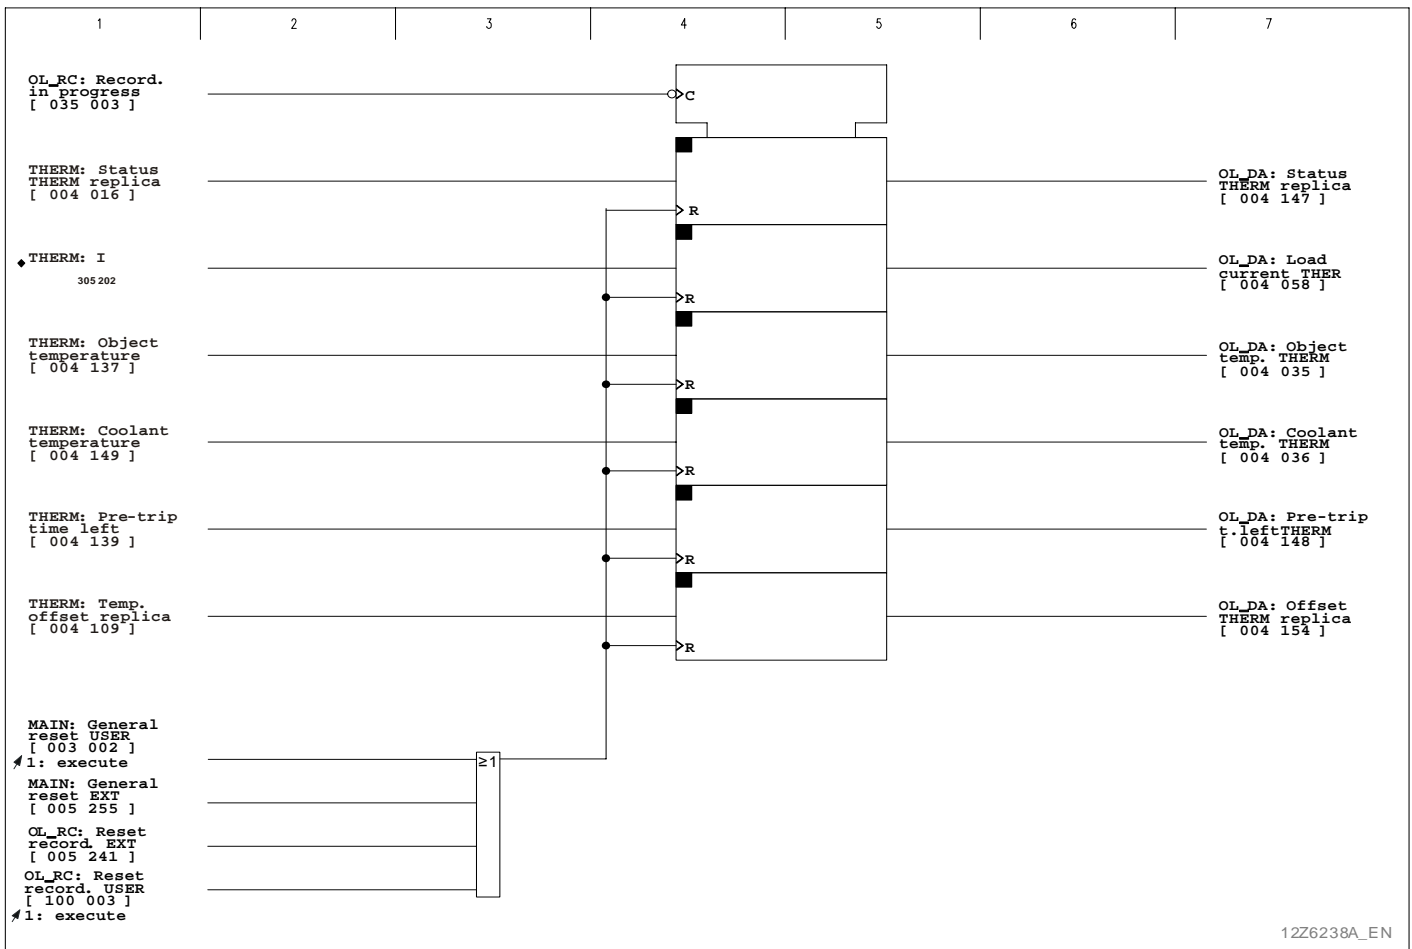 1 2 3 4 5 6 7
OL_RC: Record.
in progress
[ 035 003 ]
C
THERM: Status
THERM replica
[ 004 016 ]
R
OL_DA: Status
THERM replica
[ 004 147 ]
THERM: I
305 202
R
OL_DA: Load
current THER
[ 004 058 ]
THERM: Object
temperature
[ 004 137 ]
R
OL_DA: Object
temp. THERM
[ 004 035 ]
THERM: Coolant
temperature
[ 004 149 ]
R
OL_DA: Coolant
temp. THERM
[ 004 036 ]
THERM: Pre-trip
time left
[ 004 139 ]
R
OL_DA: Pre-trip
t.leftTHERM
[ 004 148 ]
THERM: Temp.
offset replica
[ 004 109 ]
R
OL_DA: Offset
THERM replica
[ 004 154 ]
MAIN: General
reset USER
[ 003 002 ]
1: execute
≥1
MAIN: General
reset EXT
[ 005 255 ]
OL_RC: Reset
record. EXT
[ 005 241 ]
OL_RC: Reset
record. USER
[ 100 003 ]
1: execute
12Z6238A_EN